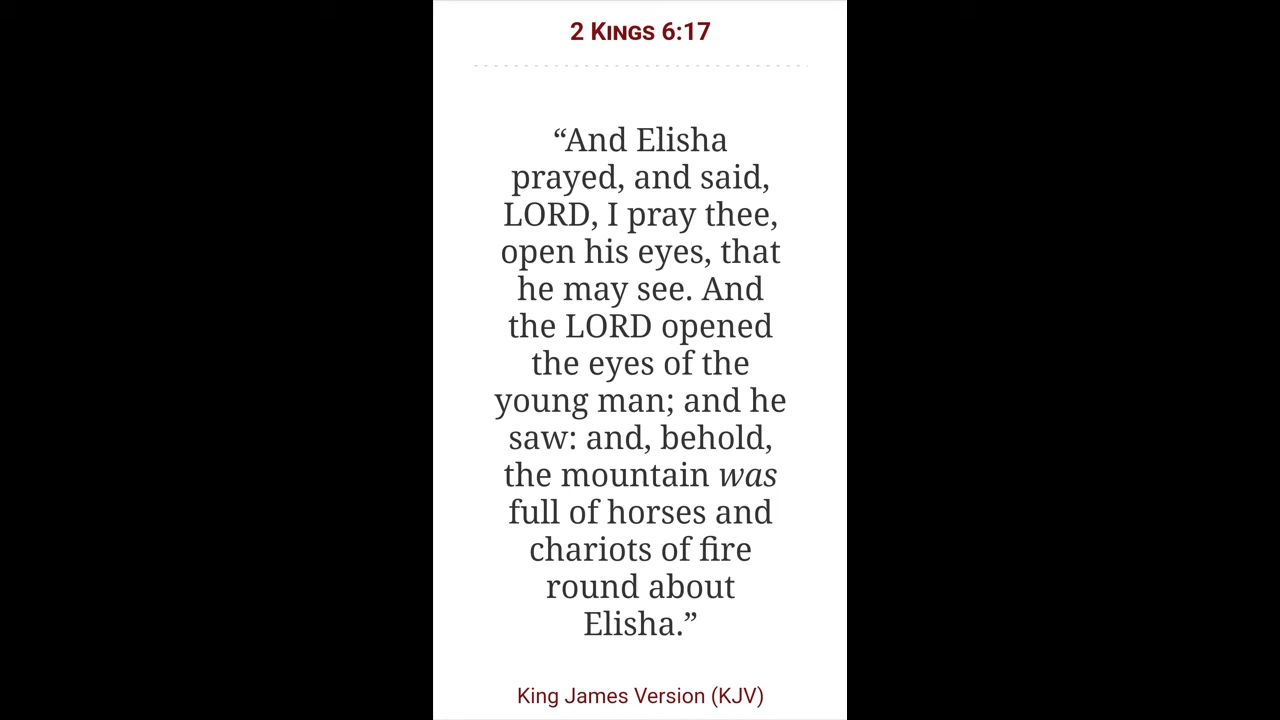 2 Kings 6:17
“And Elisha
prayed, and said,
LORD, I pray thee,
open his eyes, that
he may see. And
the LORD opened
the eyes of the
young man; and he
saw: and, behold,
the mountain was
full of horses and
chariots of fire
round about
Elisha.”
King James Version (KJV)